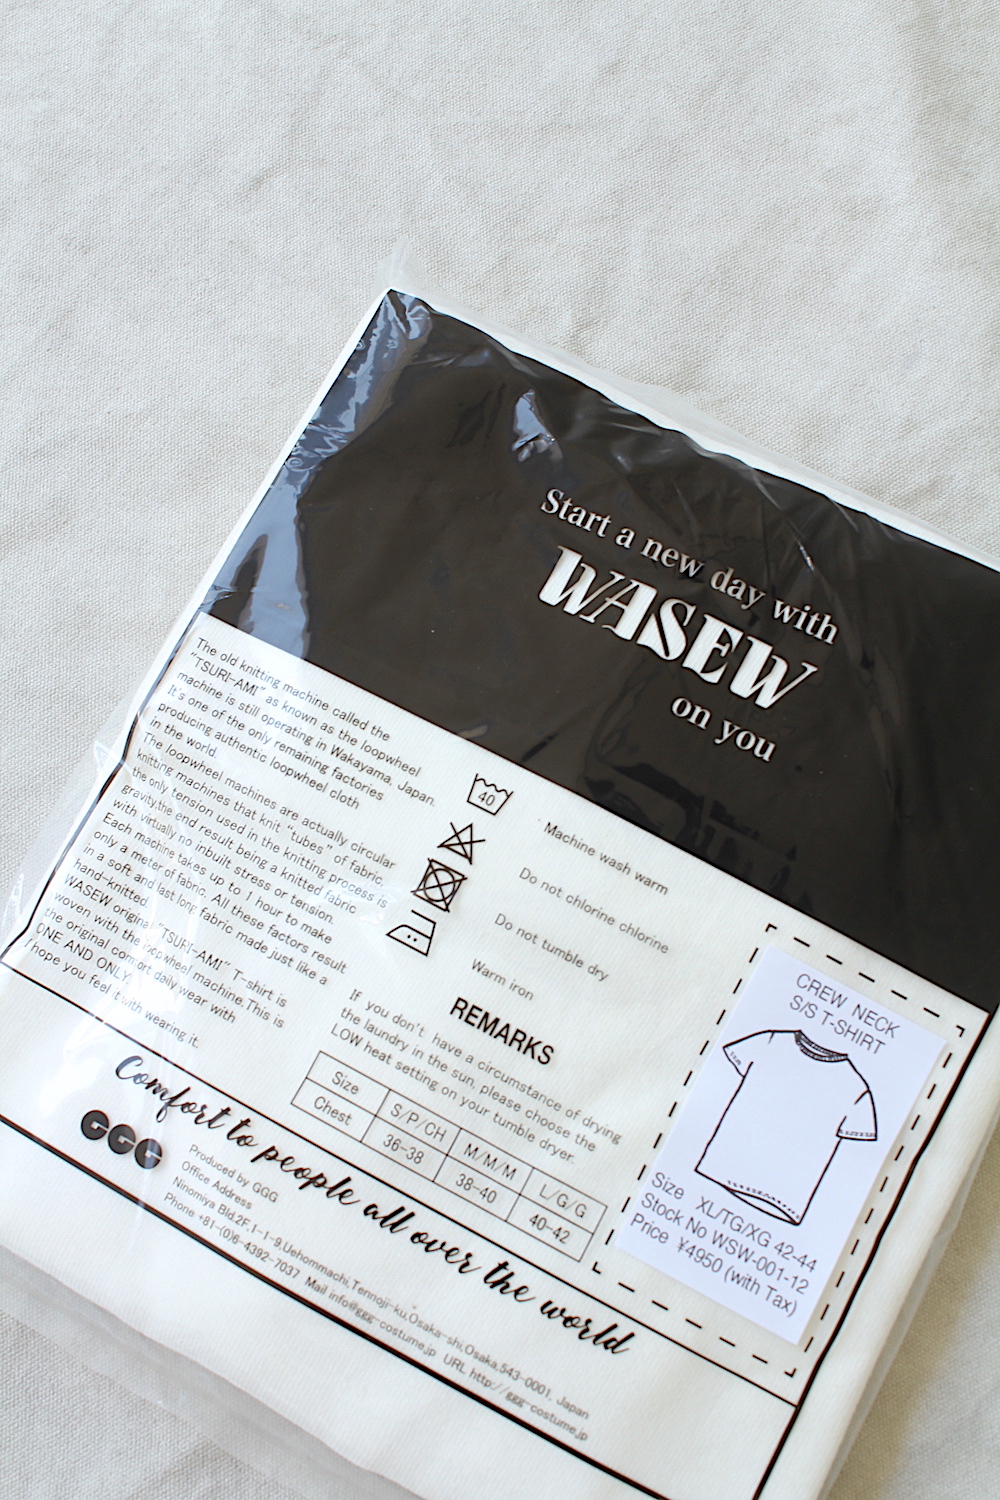 Start a new day with
WASEW
on you
The old knitting machine called the
"TSURI-AMI" as known as the loopwheel
machine is still operating in Wakayama, Japan.
It's one of the only remaining factories
producing authentic loopwheel cloth
in the world.
The loopwheel machines are actually circular
knitting machines that knit "tubes" of fabric,
the only tension used in the knitting process is
gravity.the end result being a knitted fabric
with virtually no inbuilt stress or tension.
Each machine takes up to 1 hour to make
only a meter of fabric. All these factors result
in a soft and last long fabric made just like a
hand-knitted.
WASEW original "TSURI-AMI" T-shirt is
woven with the loopwheel machine.This is
the original comfort daily wear with
"ONE AND ONLY".
I hope you feel it with wearing it.
40
Machine wash warm
Do not chlorine chlorine
Do not tumble dry
Warm iron
REMARKS
If you don't have a circumstance of drying
the laundry in the sun, please choose the
LOW heat setting on your tumble dryer.
Size S/P/CH M/M/M L/G/G
Chest 36-38 38-40 40-42
CREW NECK
S/S T-SHIRT
Size XL/TG/XG 42-44
Stock No WSW-001-12
Price ¥4950 (with Tax)
Comfort to people all over the world
GGG
Produced by GGG
Office Address
Ninomiya Bld.2F,1-1-9,Uehommachi,Tennoji-ku,Osaka-shi,Osaka,543-0001, Japan
Phone +81-(0)6-4392-7037 Mail info@ggg-costume.jp URL http://ggg-costume.jp